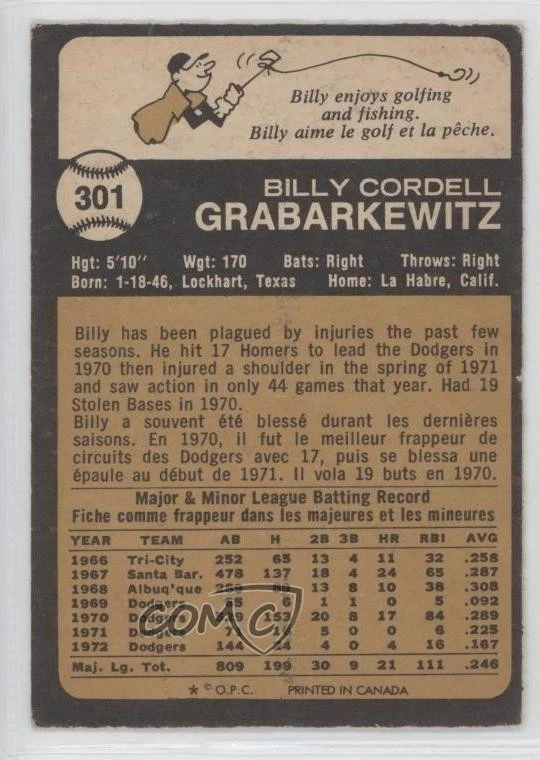 Billy enjoys golfing
and fishing.
Billy aime le golf et la pêche.
301
BILLY CORDELL
GRABARKEWITZ
Hgt: 5'10" Wgt: 170 Bats: Right Throws: Right
Born: 1-18-46, Lockhart, Texas Home: La Habre, Calif.
Billy has been plagued by injuries the past few
seasons. He hit 17 Homers to lead the Dodgers in
1970 then injured a shoulder in the spring of 1971
and saw action in only 44 games that year. Had 19
Stolen Bases in 1970.
Billy a souvent été blessé durant les dernières
saisons. En 1970, il fut le meilleur frappeur de
circuits des Dodgers avec 17, puis se blessa une
épaule au début de 1971. Il vola 19 buts en 1970.
Major & Minor League Batting Record
Fiche comme frappeur dans les majeures et les mineures
YEAR TEAM AB H 2B 3B HR RBI AVG
1966 Tri-City 252 65 13 4 11 32 .258
1967 Santa Bar. 478 137 18 4 24 65 .287
1968 Albuq'que 13 8 10 38 .308
1969 Dodgers 65 6 1 1 0 5 .092
1970 Dodgers 153 20 8 17 84 .289
1971 Dodgers 5 0 0 6 .225
1972 Dodgers 144 24 4 0 4 16 .167
Maj. Lg. Tot. 809 199 30 9 21 111 .246
* © O.P.C. PRINTED IN CANADA
COMC